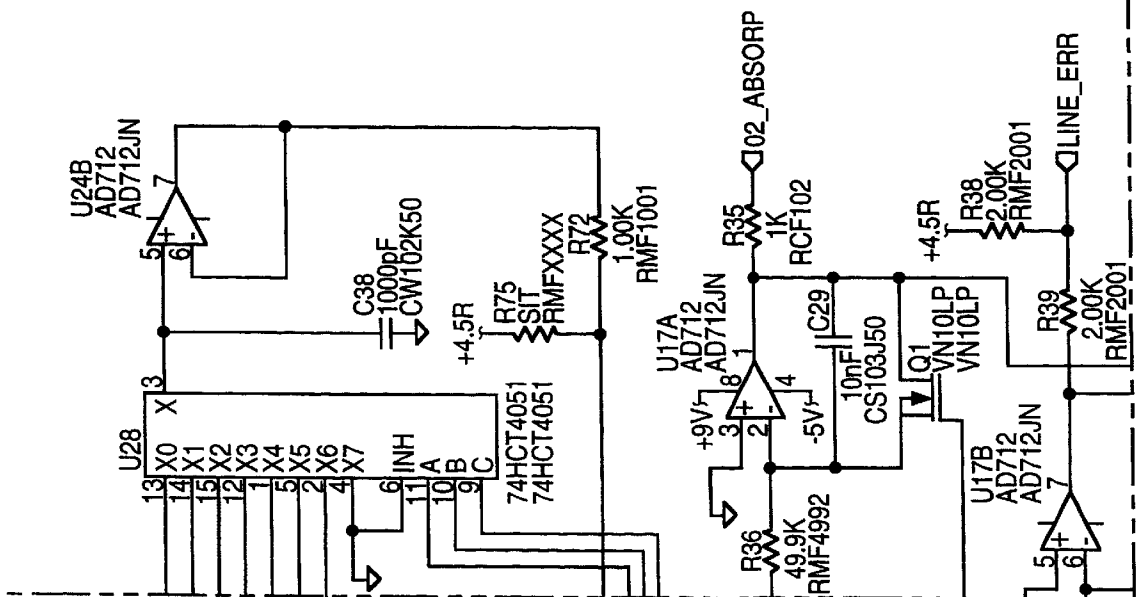 U24B
AD712
AD712JN
5
6
7
+
-
C38
1000pF
CW102K50
+4.5R
R75
SIT
RMFXXXX
R72
1.00K
RMF1001
U28
X
3
X0
X1
X2
X3
X4
X5
X6
X7
INH
A
B
C
13
14
15
12
1
5
2
4
6
11
10
9
74HCT4051
74HCT4051
02_ABSORP
R35
1K
RCF102
U17A
AD712
AD712JN
+9V
8
1
3
2
4
+
-
-5V
C29
10nF
CS103J50
Q1
VN10LP
VN10LP
R36
49.9K
RMF4992
LINE_ERR
+4.5R
R38
2.00K
RMF2001
R39
2.00K
RMF2001
U17B
AD712
AD712JN
7
5
6
+
-